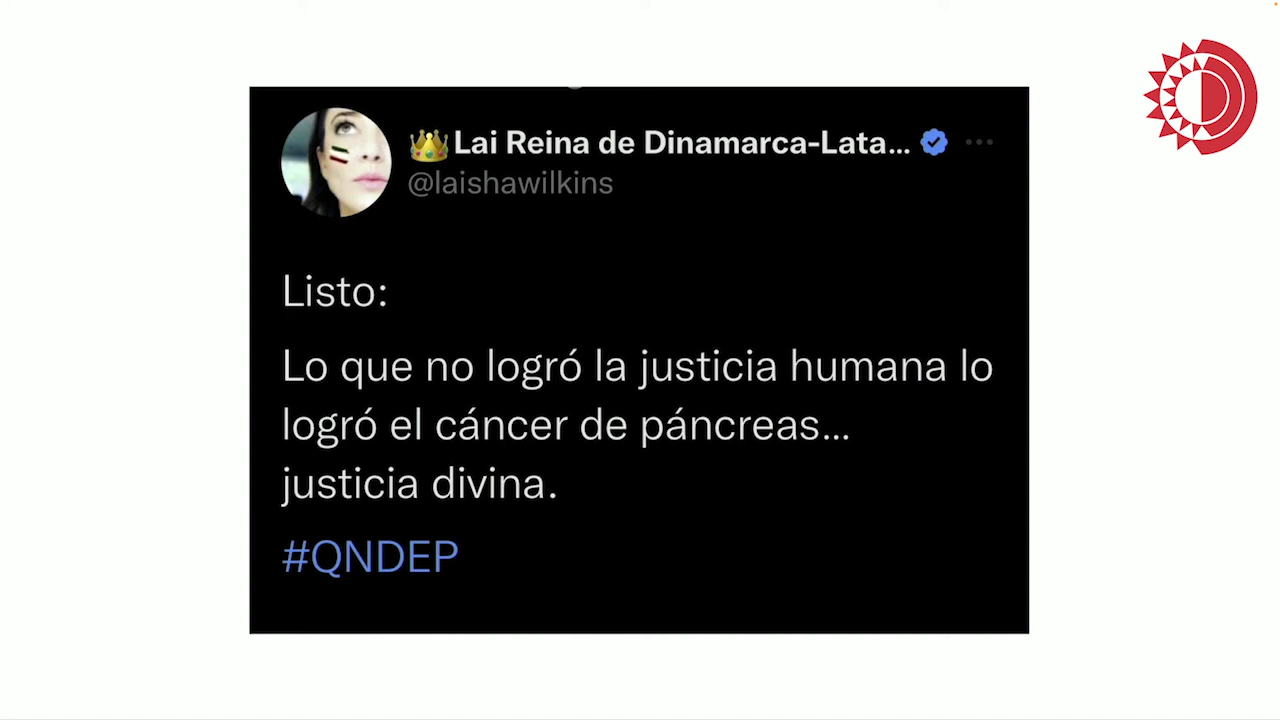 Lai Reina de Dinamarca-Lata...
@laishawilkins
Listo:
Lo que no logró la justicia humana lo
logró el cáncer de páncreas...
justicia divina.
#QNDEP